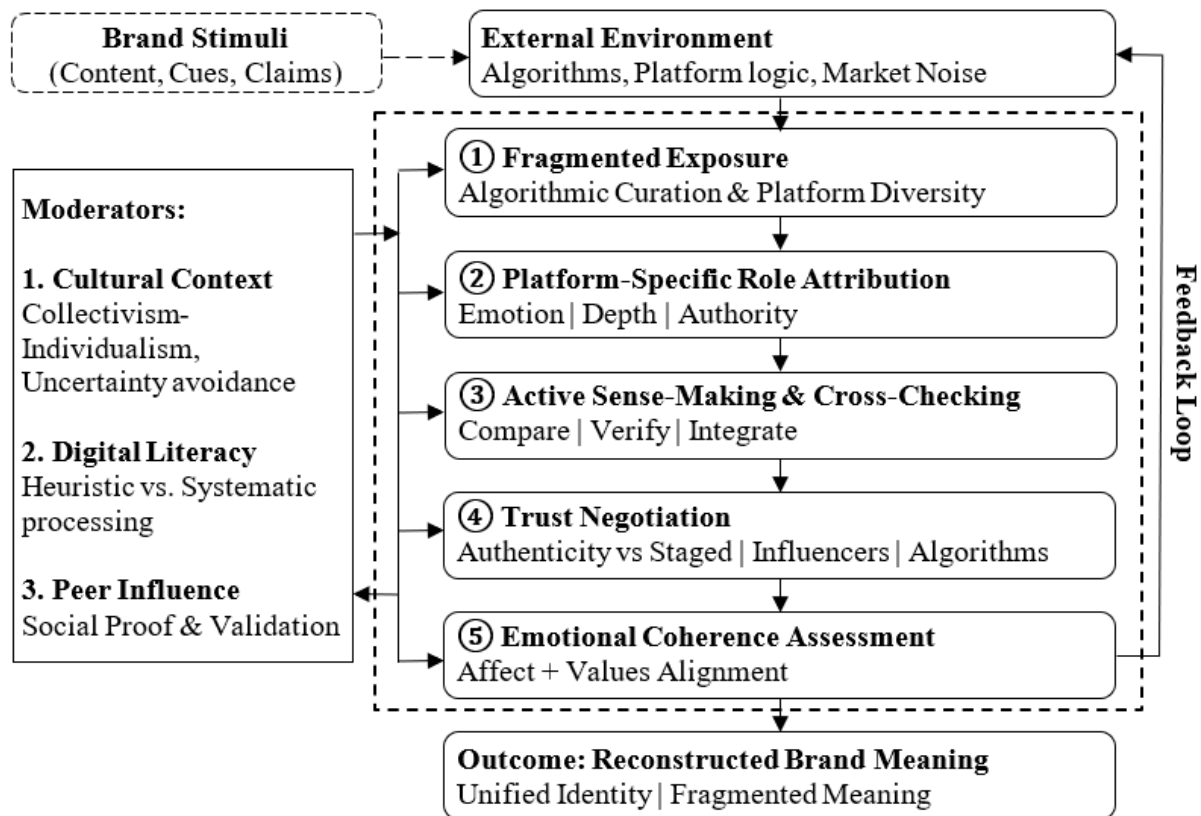 Brand Stimuli
(Content, Cues, Claims)
External Environment
Algorithms, Platform logic, Market Noise
Moderators:
1. Cultural Context
Collectivism-
Individualism,
Uncertainty avoidance
2. Digital Literacy
Heuristic vs. Systematic
processing
3. Peer Influence
Social Proof & Validation
① Fragmented Exposure
Algorithmic Curation & Platform Diversity
② Platform-Specific Role Attribution
Emotion | Depth | Authority
③ Active Sense-Making & Cross-Checking
Compare | Verify | Integrate
④ Trust Negotiation
Authenticity vs Staged | Influencers | Algorithms
⑤ Emotional Coherence Assessment
Affect + Values Alignment
Feedback Loop
Outcome: Reconstructed Brand Meaning
Unified Identity | Fragmented Meaning